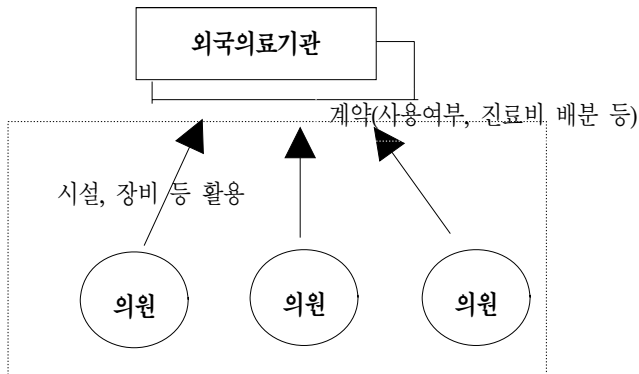 외국의료기관
계약(사용여부, 진료비 배분 등)
시설, 장비 등 활용
의원 의원 의원